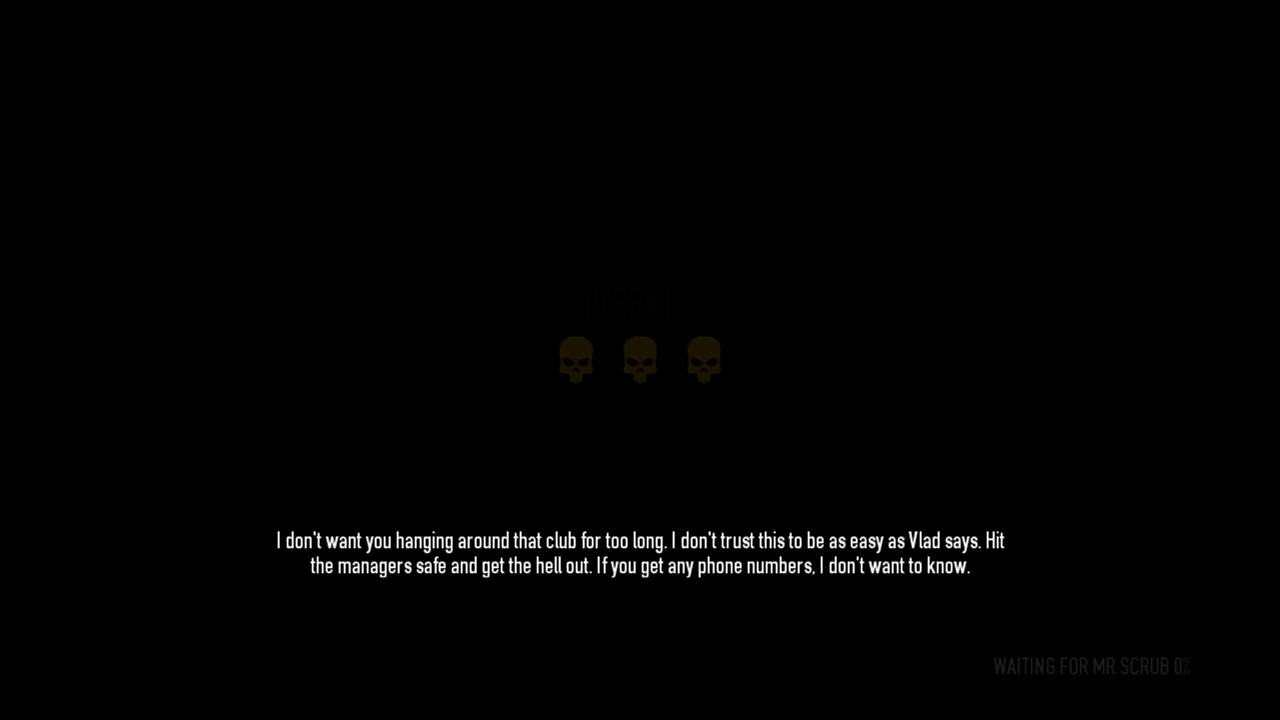 OVERKILL
I don't want you hanging around that club for too long. I don't trust this to be as easy as Vlad says. Hit
the managers safe and get the hell out. If you get any phone numbers, I don't want to know.
WAITING FOR MR SCRUB 0%